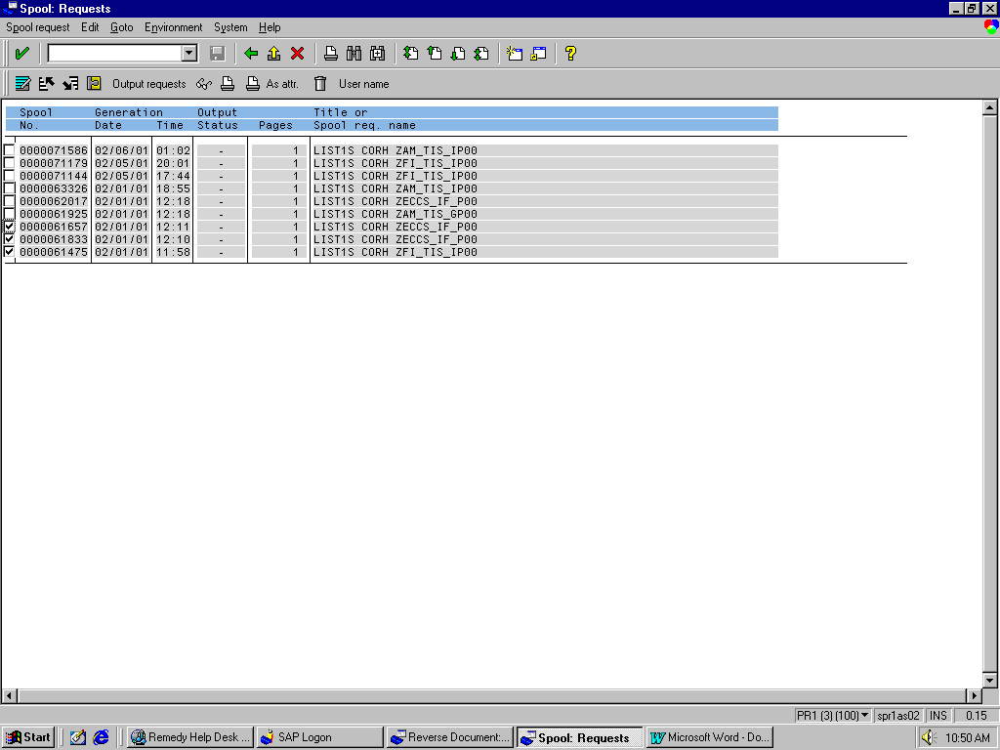 Spool: Requests
Spool request Edit Goto Environment System Help
Output requests As attr. User name
Spool Generation Output Title or
No. Date Time Status Pages Spool req. name
0000071586 02/06/01 01:02 - 1 LIST1S CORH ZAM_TIS_IP00
0000071179 02/05/01 20:01 - 1 LIST1S CORH ZFI_TIS_IP00
0000071144 02/05/01 17:44 - 1 LIST1S CORH ZFI_TIS_IP00
0000063326 02/01/01 18:55 - 1 LIST1S CORH ZAM_TIS_IP00
0000062017 02/01/01 12:18 - 1 LIST1S CORH ZECCS_IF_P00
0000061925 02/01/01 12:18 - 1 LIST1S CORH ZAM_TIS_GP00
0000061657 02/01/01 12:11 - 1 LIST1S CORH ZECCS_IF_P00
0000061833 02/01/01 12:10 - 1 LIST1S CORH ZECCS_IF_P00
0000061475 02/01/01 11:58 - 1 LIST1S CORH ZFI_TIS_IP00
PR1 (3) (100) spr1as02 INS 0.15
Start Remedy Help Desk ... SAP Logon Reverse Document:... Spool: Requests Microsoft Word - Do... 10:50 AM